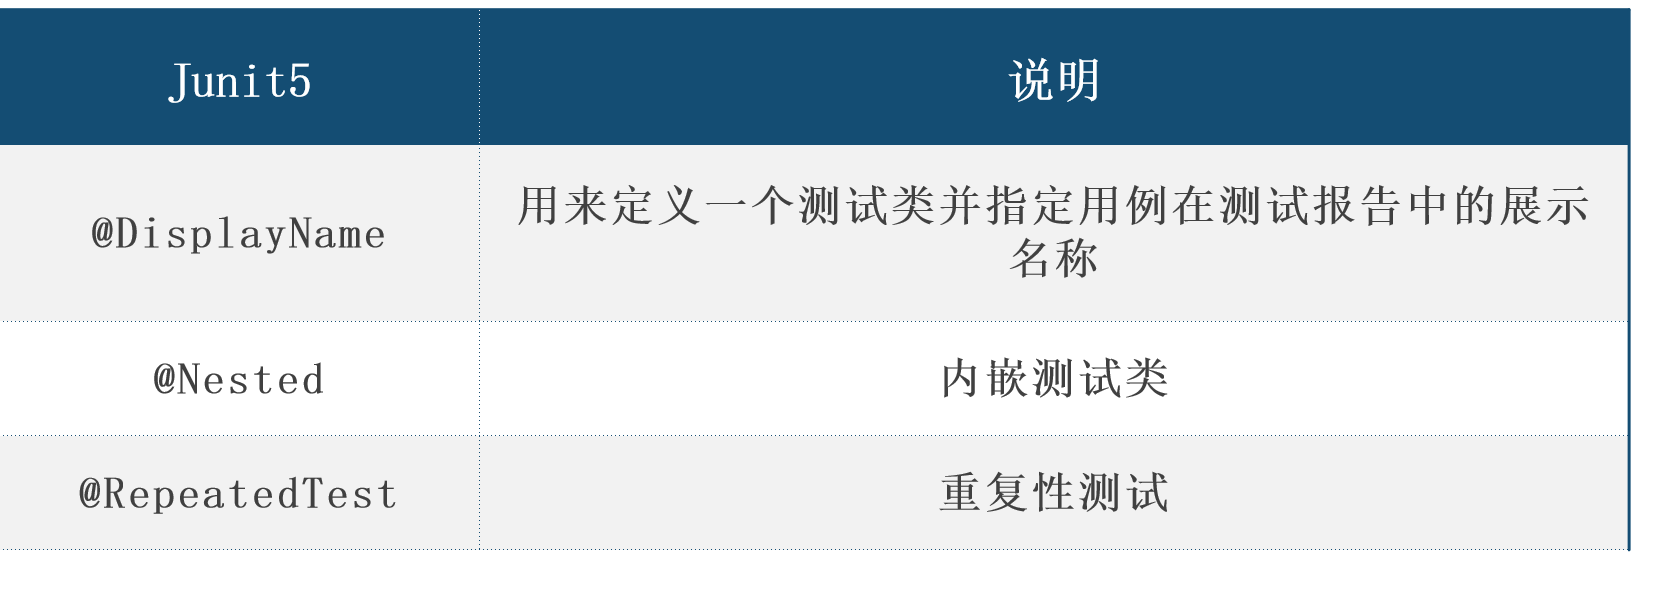 Junit5 说明
@DisplayName 用来定义一个测试类并指定用例在测试报告中的展示
名称
@Nested 内嵌测试类
@RepeatedTest 重复性测试